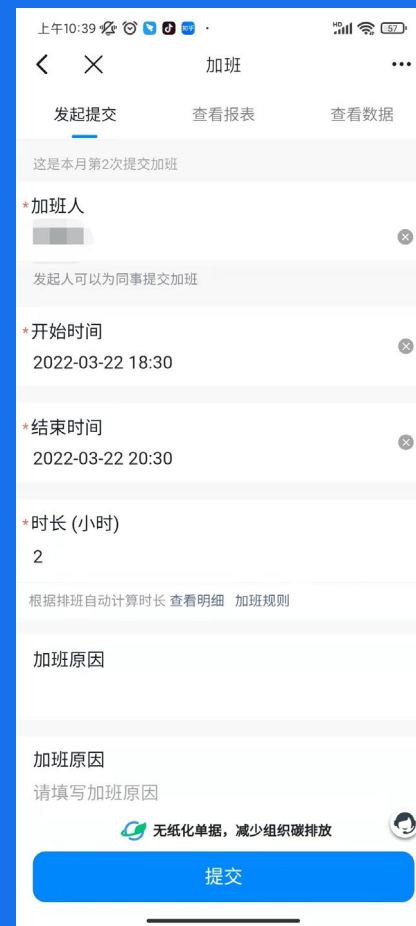 上午10:39
知乎
HD
57
加班
发起提交 查看报表 查看数据
这是本月第2次提交加班
*加班人
发起人可以为同事提交加班
*开始时间
2022-03-22 18:30
*结束时间
2022-03-22 20:30
*时长 (小时)
2
根据排班自动计算时长 查看明细 加班规则
加班原因
加班原因
请填写加班原因
无纸化单据，减少组织碳排放
提交